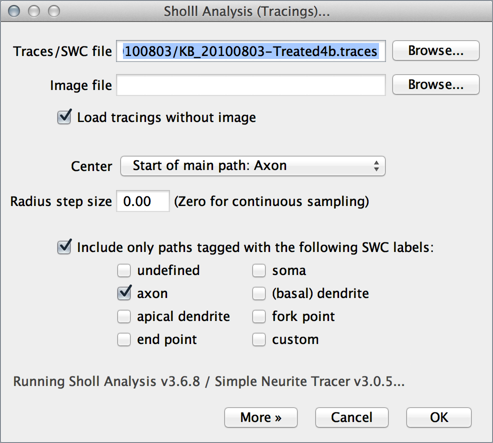 Sholll Analysis (Tracings)...
Traces/SWC file 0100803/KB_20100803-Treated4b.traces Browse...
Image file Browse...
Load tracings without image
Center Start of main path: Axon
Radius step size 0.00 (Zero for continuous sampling)
Include only paths tagged with the following SWC labels:
undefined soma
axon (basal) dendrite
apical dendrite fork point
end point custom
Running Sholl Analysis v3.6.8 / Simple Neurite Tracer v3.0.5...
More » Cancel OK